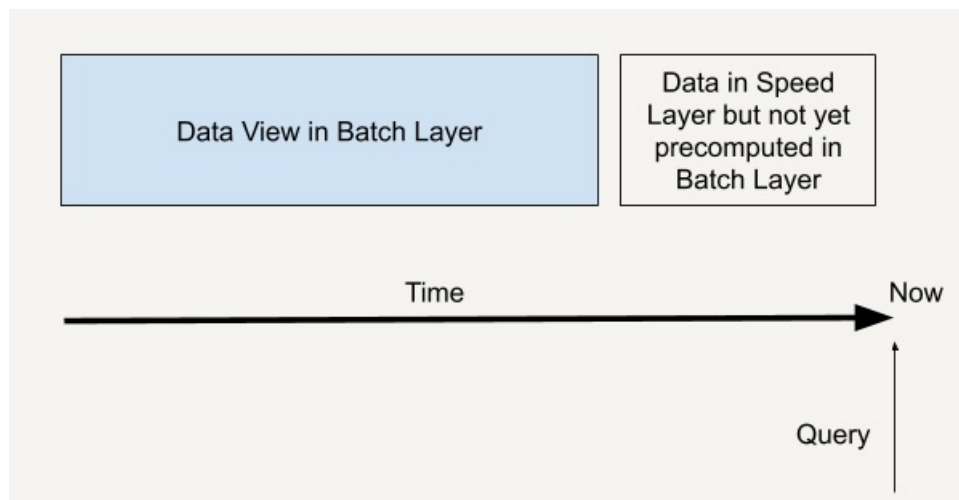 Data View in Batch Layer
Data in Speed
Layer but not yet
precomputed in
Batch Layer
Time
Now
Query